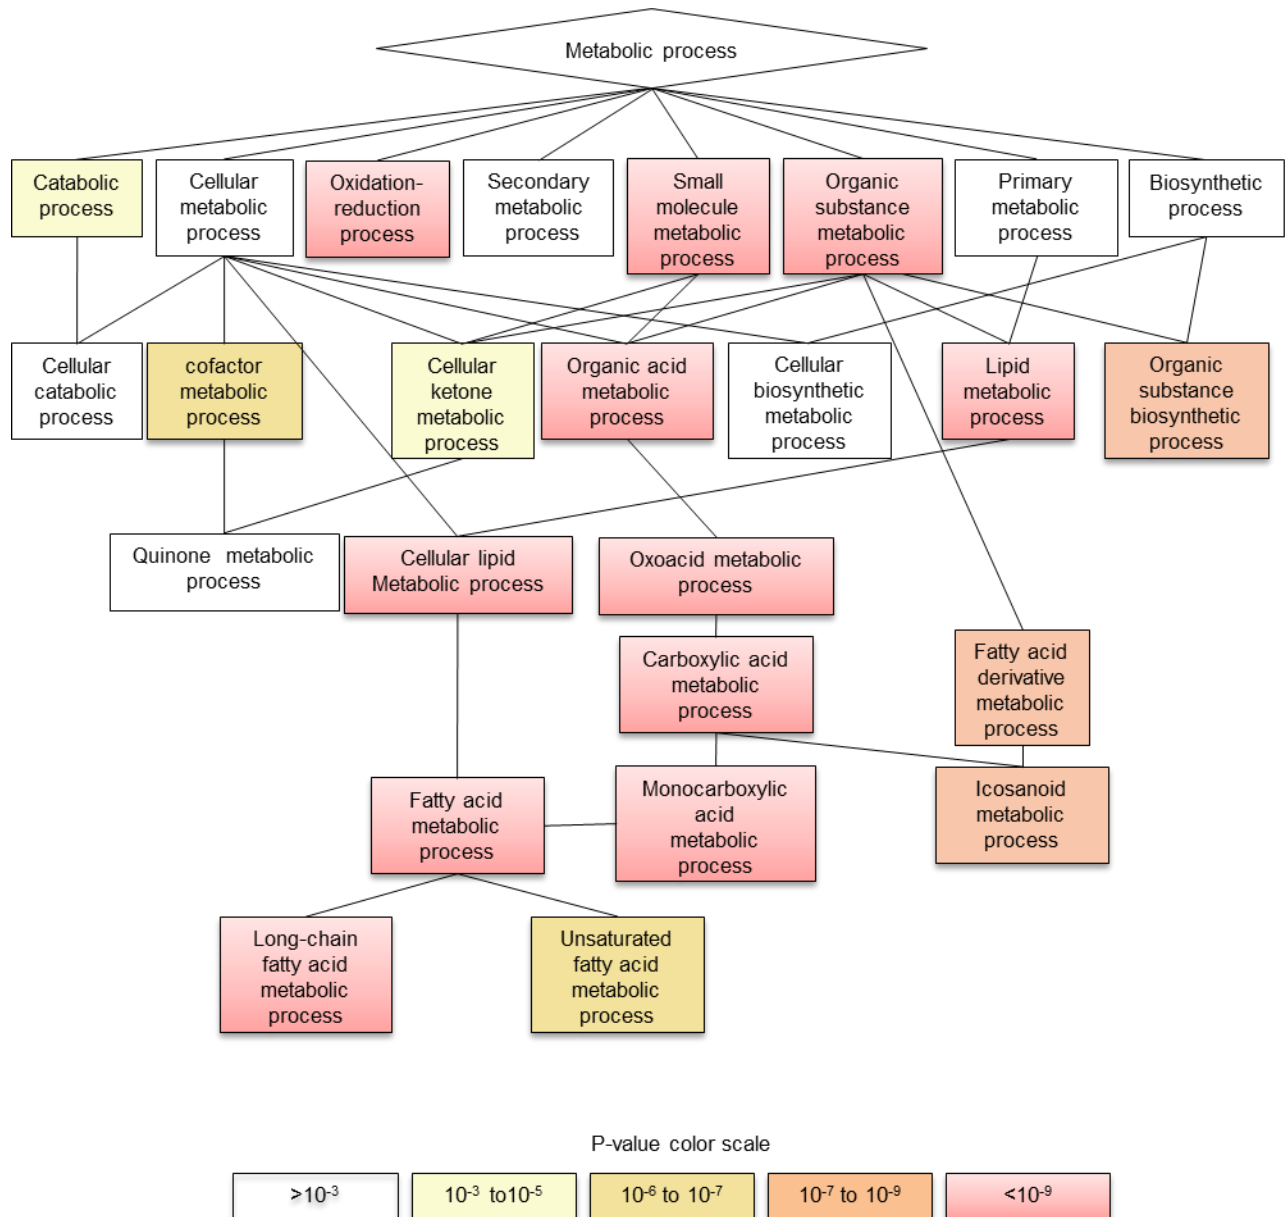 Metabolic process
Catabolic
process
Cellular
metabolic
process
Oxidation-
reduction
process
Secondary
metabolic
process
Small
molecule
metabolic
process
Organic
substance
metabolic
process
Primary
metabolic
process
Biosynthetic
process
Cellular
catabolic
process
cofactor
metabolic
process
Cellular
ketone
metabolic
process
Organic acid
metabolic
process
Cellular
biosynthetic
metabolic
process
Lipid
metabolic
process
Organic
substance
biosynthetic
process
Quinone metabolic
process
Cellular lipid
Metabolic process
Oxoacid metabolic
process
Carboxylic acid
metabolic
process
Fatty acid
derivative
metabolic
process
Fatty acid
metabolic
process
Monocarboxylic
acid
metabolic
process
Icosanoid
metabolic
process
Long-chain
fatty acid
metabolic
process
Unsaturated
fatty acid
metabolic
process
P-value color scale
>10⁻³
10⁻³ to10⁻⁵
10⁻⁶ to 10⁻⁷
10⁻⁷ to 10⁻⁹
<10⁻⁹